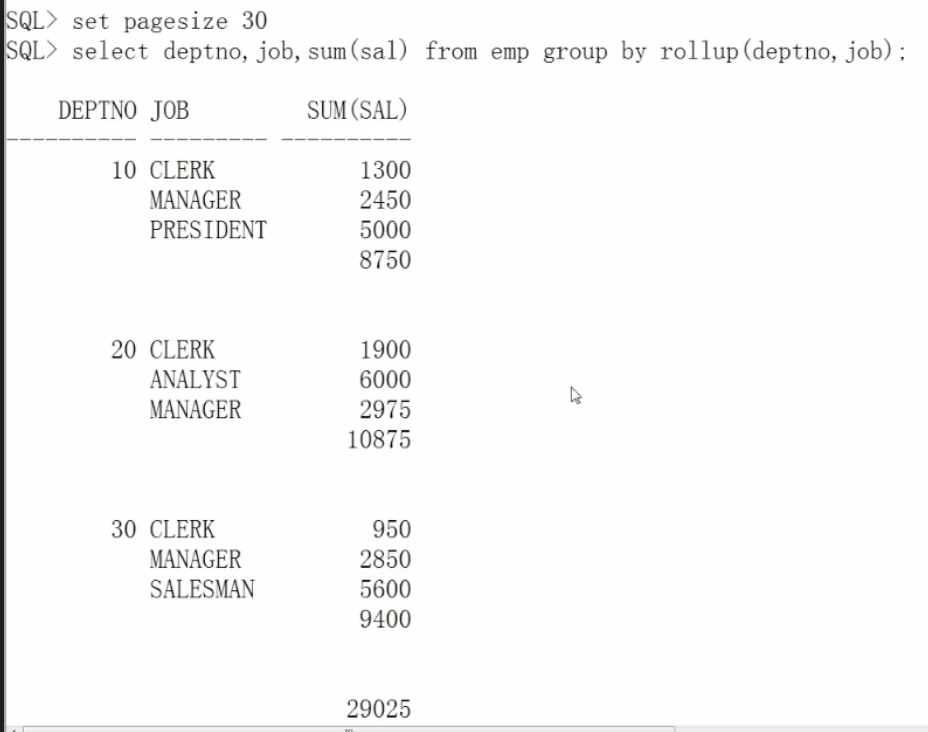 SQL> set pagesize 30
SQL> select deptno,job,sum(sal) from emp group by rollup(deptno,job);
DEPTNO JOB SUM(SAL)
---------- --------- ----------
10 CLERK 1300
MANAGER 2450
PRESIDENT 5000
8750
20 CLERK 1900
ANALYST 6000
MANAGER 2975
10875
30 CLERK 950
MANAGER 2850
SALESMAN 5600
9400
29025